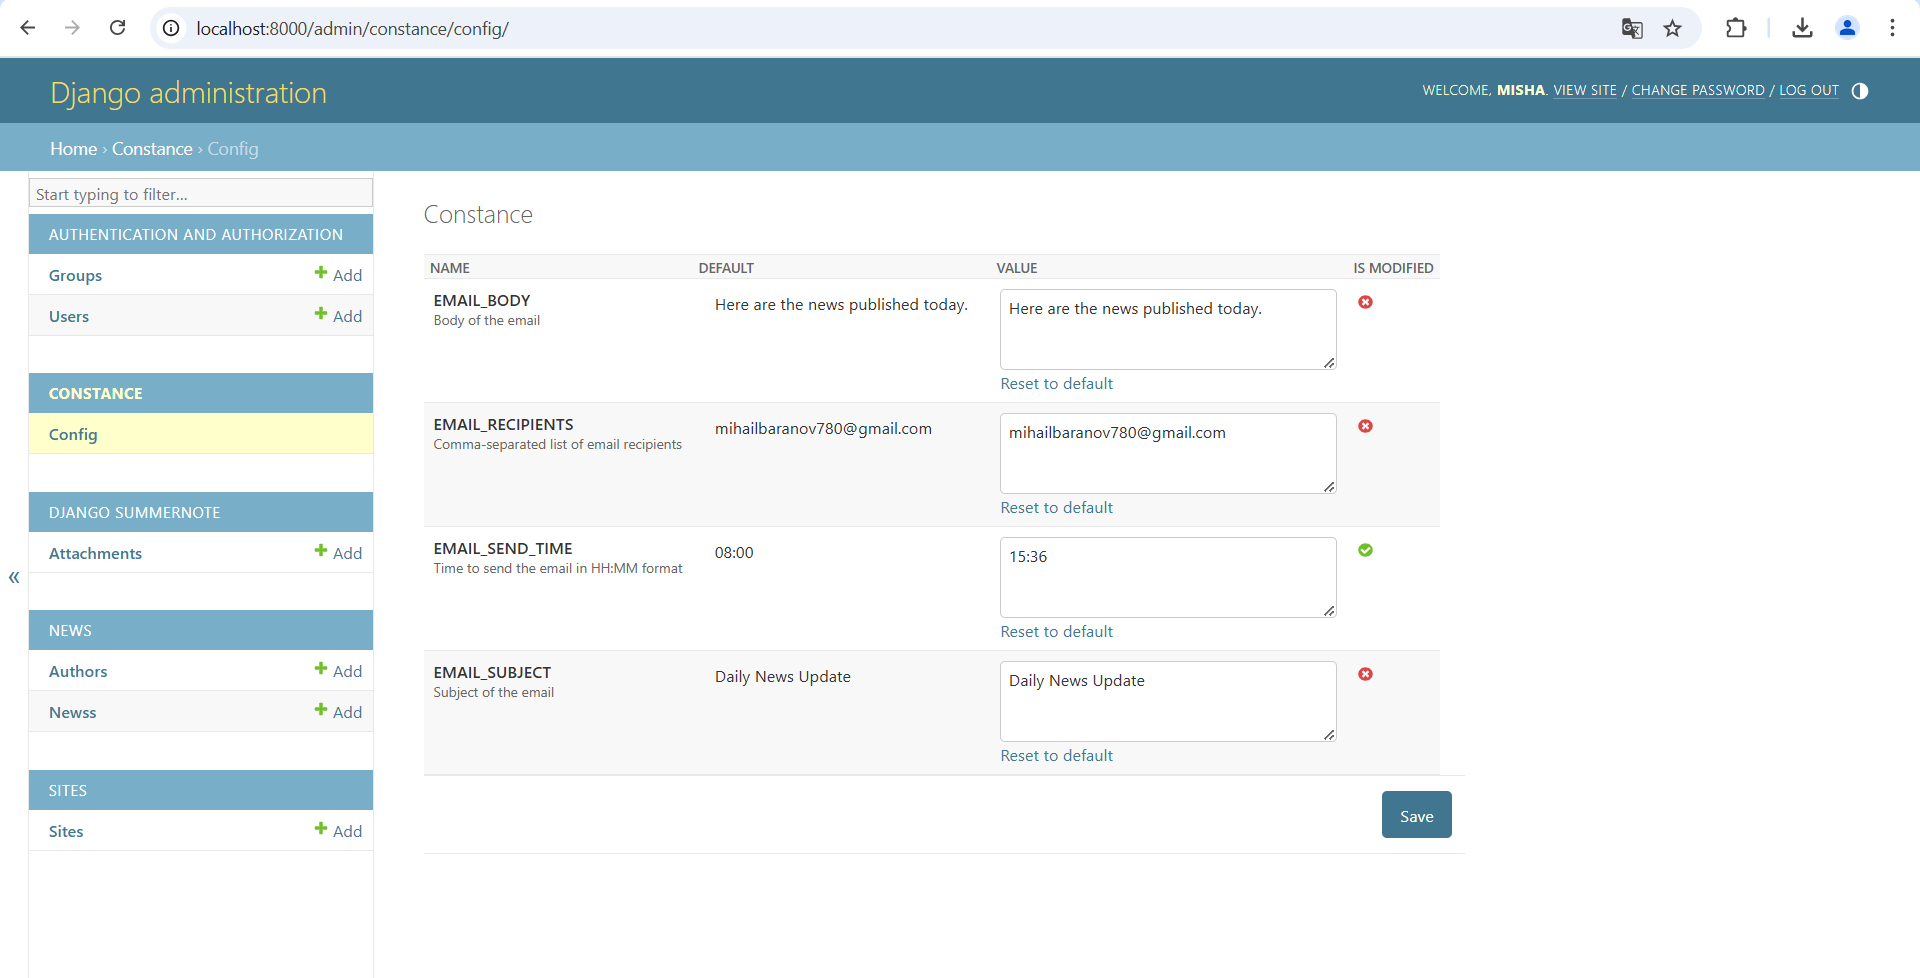 localhost:8000/admin/constance/config/
Django administration
WELCOME, MISHA. VIEW SITE / CHANGE PASSWORD / LOG OUT
Home › Constance › Config
Start typing to filter...
AUTHENTICATION AND AUTHORIZATION
Groups Add
Users Add
CONSTANCE
Config
DJANGO SUMMERNOTE
Attachments Add
«
NEWS
Authors Add
Newss Add
SITES
Sites Add
Constance
NAME DEFAULT VALUE IS MODIFIED
EMAIL_BODY
Body of the email
Here are the news published today.
Here are the news published today.
Reset to default
EMAIL_RECIPIENTS
Comma-separated list of email recipients
mihailbaranov780@gmail.com
mihailbaranov780@gmail.com
Reset to default
EMAIL_SEND_TIME
Time to send the email in HH:MM format
08:00
15:36
Reset to default
EMAIL_SUBJECT
Subject of the email
Daily News Update
Daily News Update
Reset to default
Save